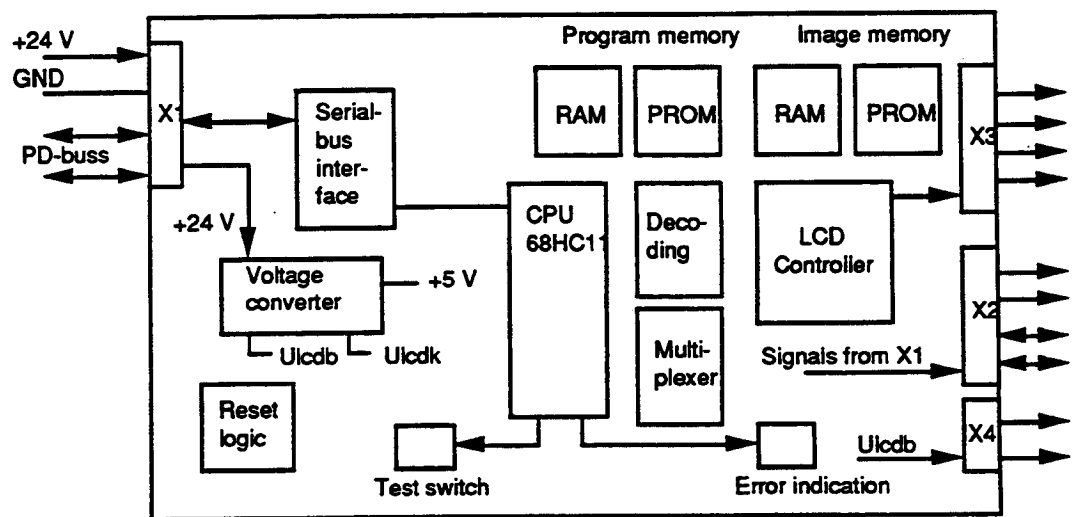 +24 V
GND
PD-buss
X1
+24 V
Serial-
bus
inter-
face
Voltage
converter
+5 V
Ulcdb
Ulcdk
Reset
logic
Test switch
CPU
68HC11
Program memory
RAM
PROM
Deco-
ding
Multi-
plexer
Image memory
RAM
PROM
LCD
Controller
Signals from X1
Ulcdb
Error indication
X3
X2
X4